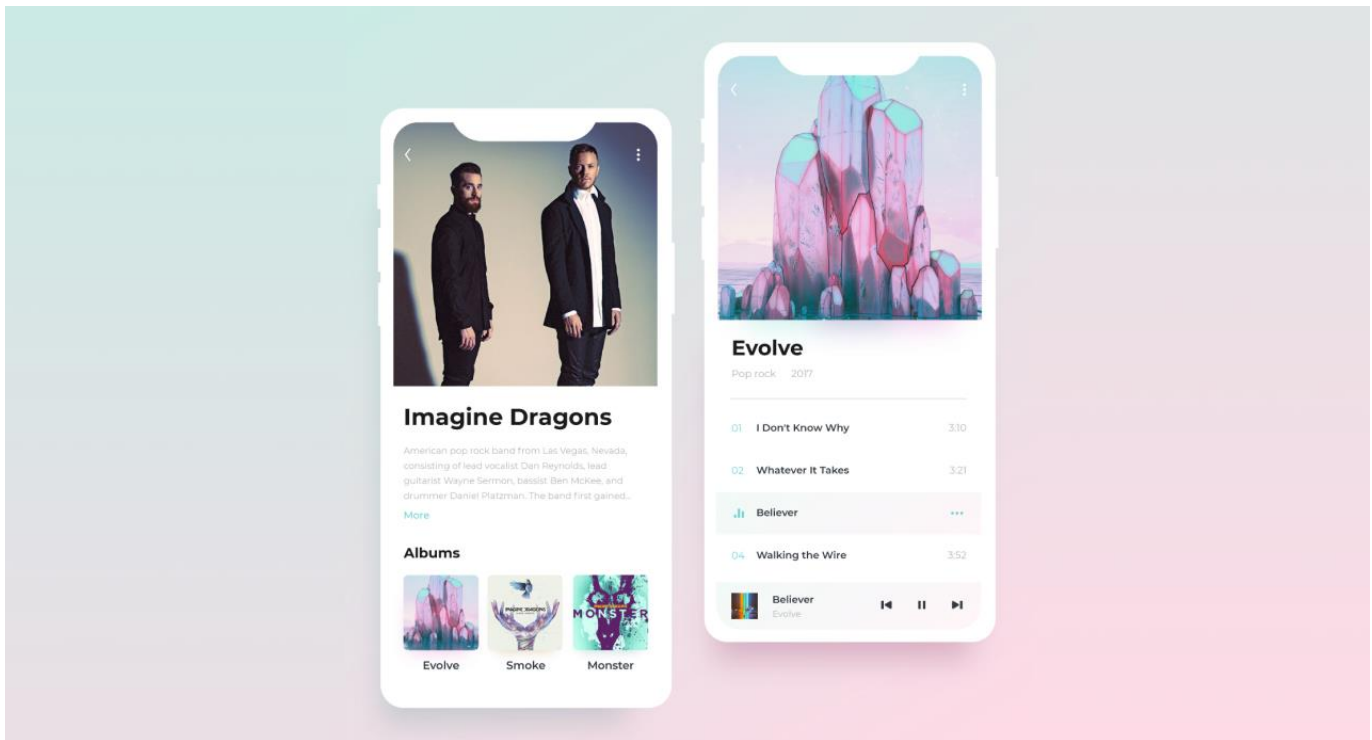 Imagine Dragons
American pop rock band from Las Vegas, Nevada,
consisting of lead vocalist Dan Reynolds, lead
guitarist Wayne Sermon, bassist Ben McKee, and
drummer Daniel Platzman. The band first gained...
More
Albums
IMAGINE DRAGONS
MONSTER
Evolve Smoke Monster
Evolve
Pop rock 2017
01 I Don't Know Why 3:10
02 Whatever It Takes 3:21
Believer
04 Walking the Wire 3:52
Believer
Evolve